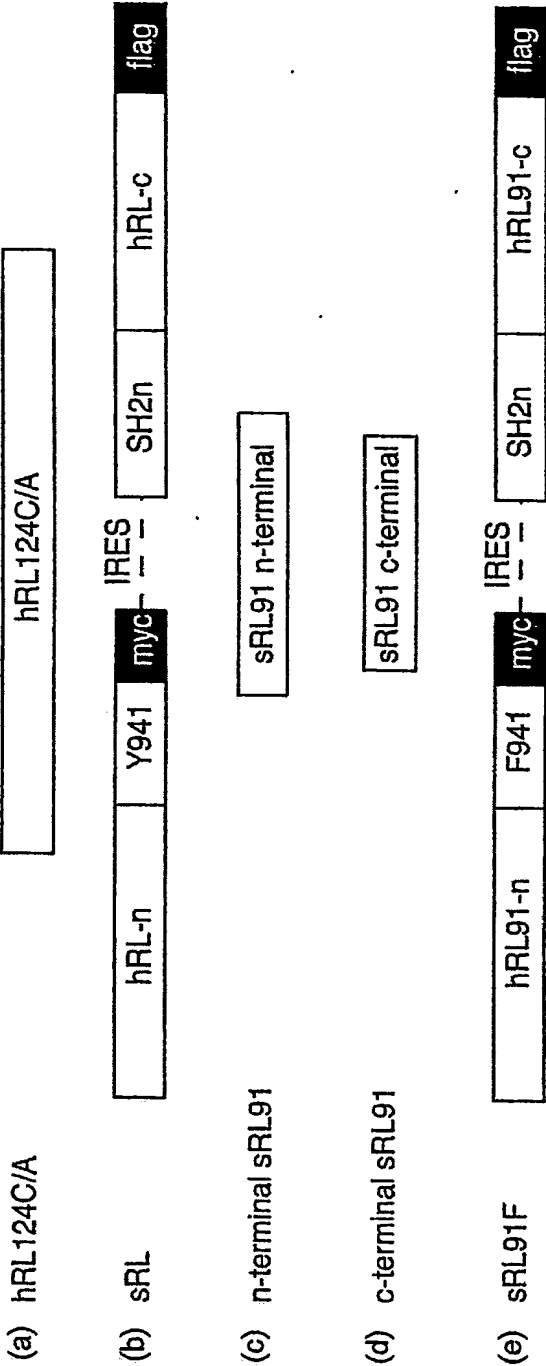 (a) hRL124C/A
hRL124C/A
(b) sRL
hRL-n Y941 myc IRES SH2n hRL-c flag
(c) n-terminal sRL91
sRL91 n-terminal
(d) c-terminal sRL91
sRL91 c-terminal
(e) sRL91F
hRL91-n F941 myc IRES SH2n hRL91-c flag